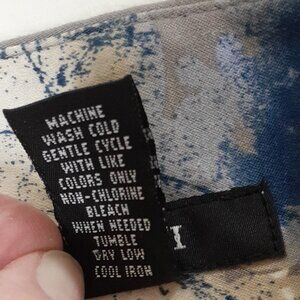 MACHINE
WASH COLD
GENTLE CYCLE
WITH LIKE
COLORS ONLY
NON-CHLORINE
BLEACH
WHEN NEEDED
TUMBLE
DRY LOW
COOL IRON